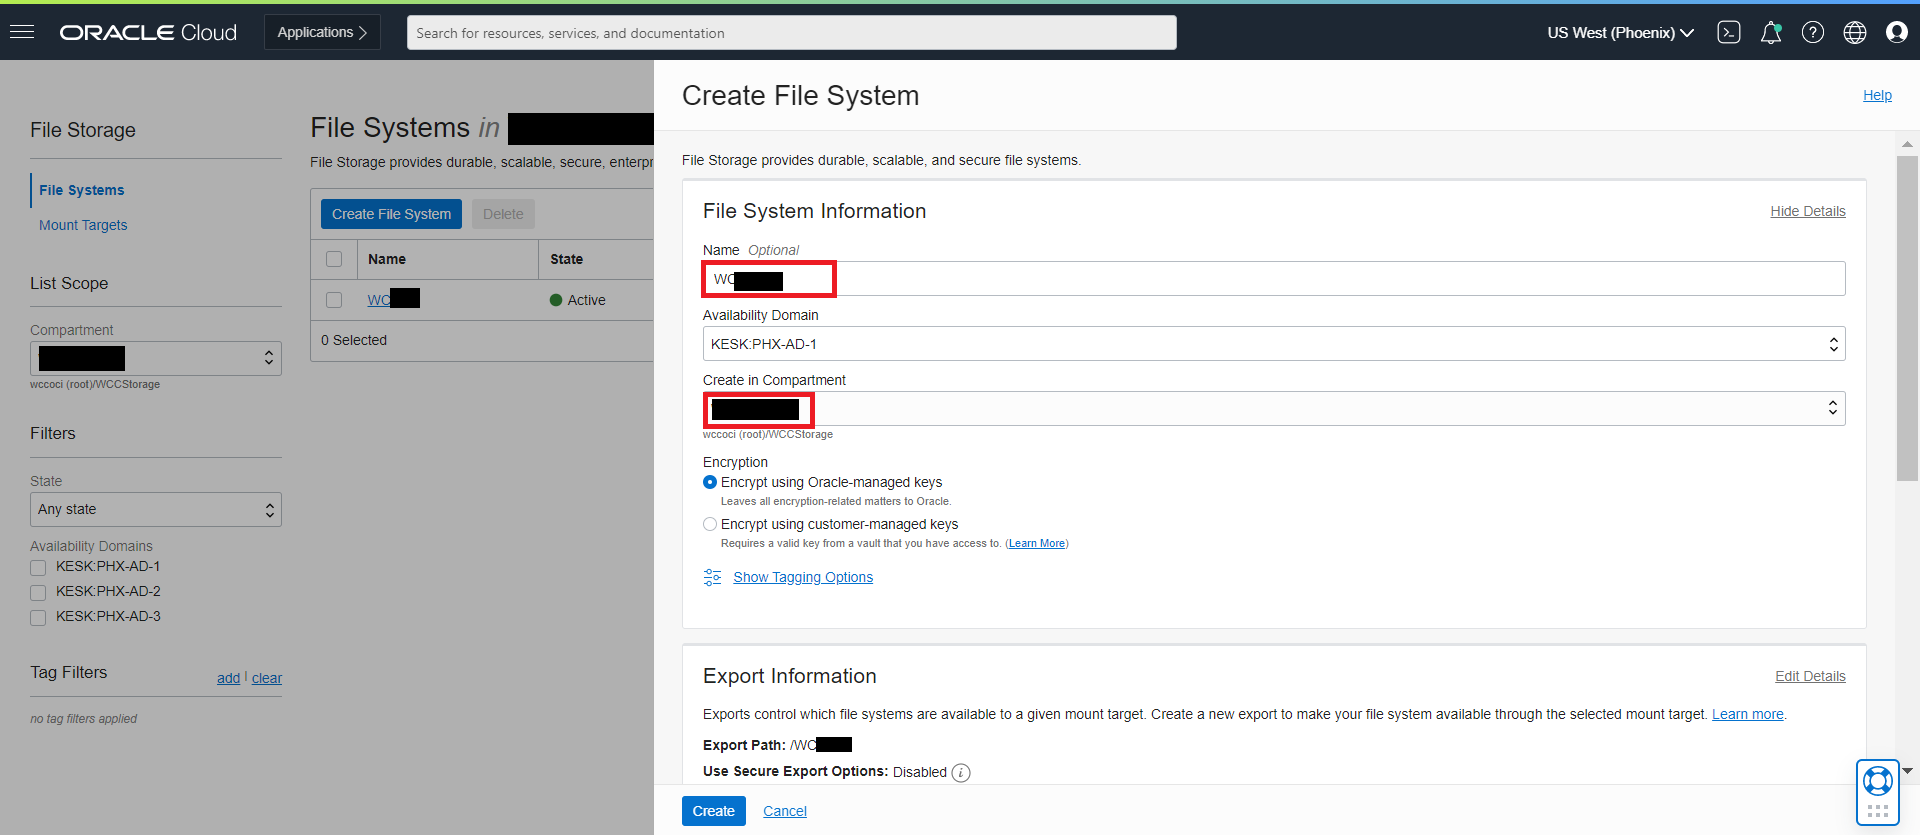 ORACLE Cloud
Applications
Search for resources, services, and documentation
US West (Phoenix)
File Storage
File Systems
Mount Targets
List Scope
Compartment
wccoci (root)/WCCStorage
Filters
State
Any state
Availability Domains
KESK:PHX-AD-1
KESK:PHX-AD-2
KESK:PHX-AD-3
Tag Filters
add | clear
no tag filters applied
File Systems in
File Storage provides durable, scalable, secure, enterpr
Create File System
Delete
Name
State
WC
Active
0 Selected
Create File System
Help
File Storage provides durable, scalable, and secure file systems.
File System Information
Hide Details
Name Optional
WC
Availability Domain
KESK:PHX-AD-1
Create in Compartment
wccoci (root)/WCCStorage
Encryption
Encrypt using Oracle-managed keys
Leaves all encryption-related matters to Oracle.
Encrypt using customer-managed keys
Requires a valid key from a vault that you have access to. (Learn More)
Show Tagging Options
Export Information
Edit Details
Exports control which file systems are available to a given mount target. Create a new export to make your file system available through the selected mount target. Learn more.
Export Path: /WC
Use Secure Export Options: Disabled i
Create
Cancel